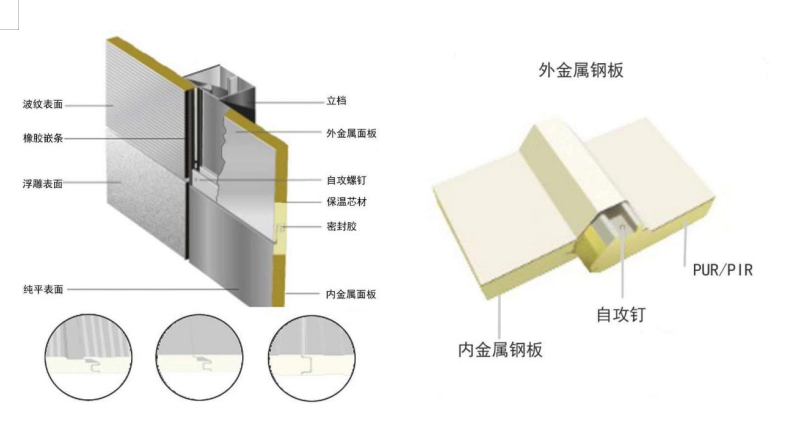 波纹表面
橡胶嵌条
浮雕表面
纯平表面
立档
外金属面板
自攻螺钉
保温芯材
密封胶
内金属面板
外金属钢板
PUR/PIR
自攻钉
内金属钢板